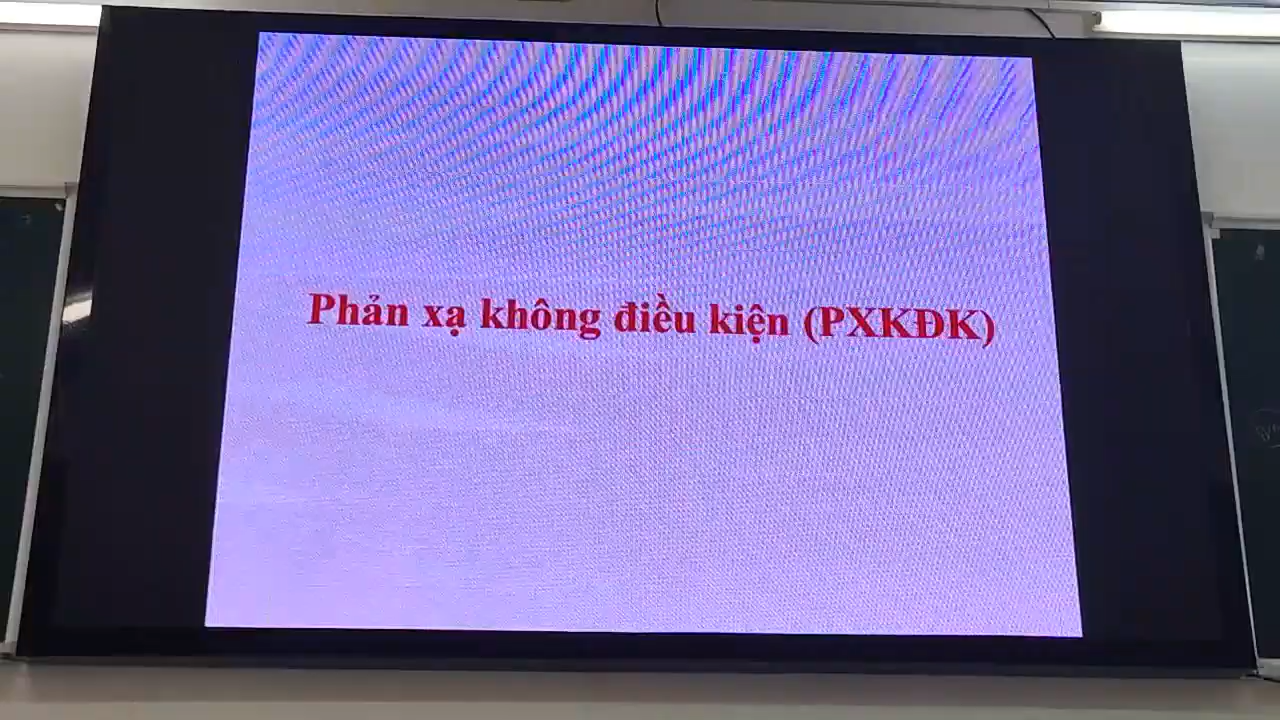 Phản xạ không điều kiện (PXKĐK)